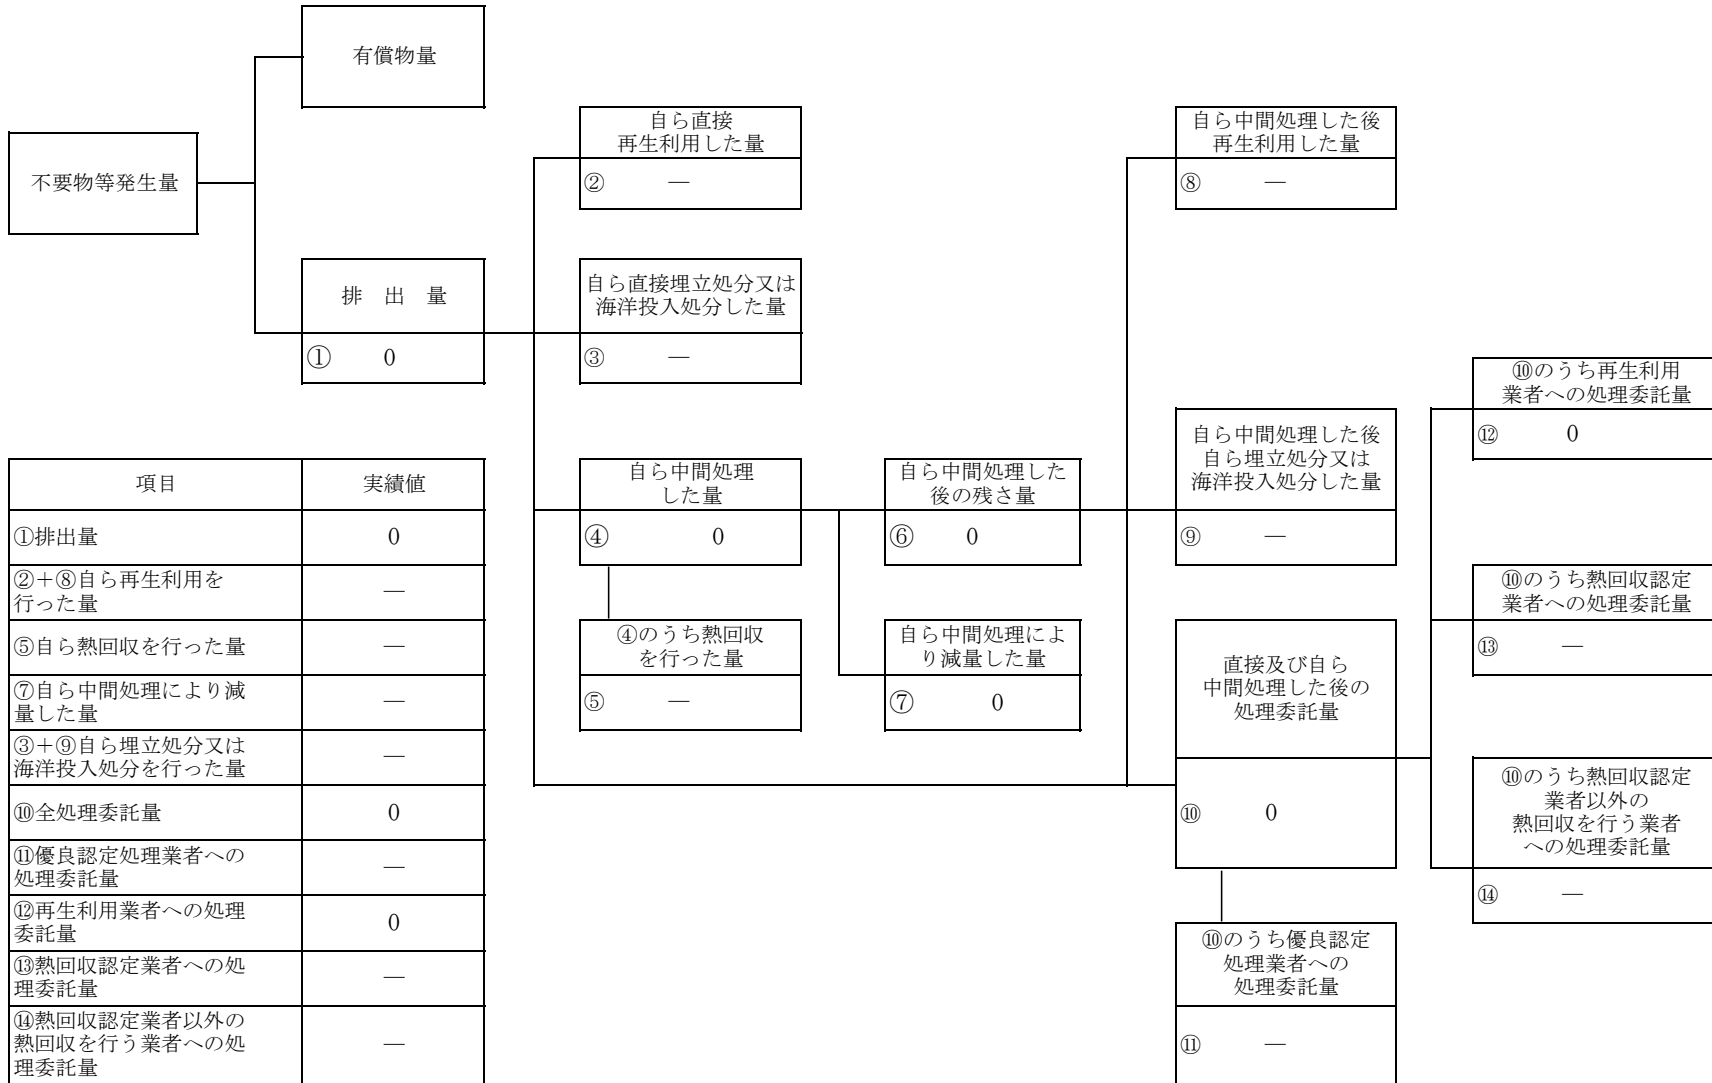 有償物量
不要物等発生量
排 出 量
① 0
自ら直接
再生利用した量
② ―
自ら直接埋立処分又は
海洋投入処分した量
③ ―
自ら中間処理
した量
④ 0
④のうち熱回収
を行った量
⑤ ―
自ら中間処理した
後の残さ量
⑥ 0
自ら中間処理によ
り減量した量
⑦ 0
自ら中間処理した後
再生利用した量
⑧ ―
自ら中間処理した後
自ら埋立処分又は
海洋投入処分した量
⑨ ―
直接及び自ら
中間処理した後の
処理委託量
⑩ 0
⑩のうち優良認定
処理業者への
処理委託量
⑪ ―
⑩のうち再生利用
業者への処理委託量
⑫ 0
⑩のうち熱回収認定
業者への処理委託量
⑬ ―
⑩のうち熱回収認定
業者以外の
熱回収を行う業者
への処理委託量
⑭ ―
項目 実績値
①排出量 0
②＋⑧自ら再生利用を
行った量 ―
⑤自ら熱回収を行った量 ―
⑦自ら中間処理により減
量した量 ―
③＋⑨自ら埋立処分又は
海洋投入処分を行った量 ―
⑩全処理委託量 0
⑪優良認定処理業者への
処理委託量 ―
⑫再生利用業者への処理
委託量 0
⑬熱回収認定業者への処
理委託量 ―
⑭熱回収認定業者以外の
熱回収を行う業者への処
理委託量 ―